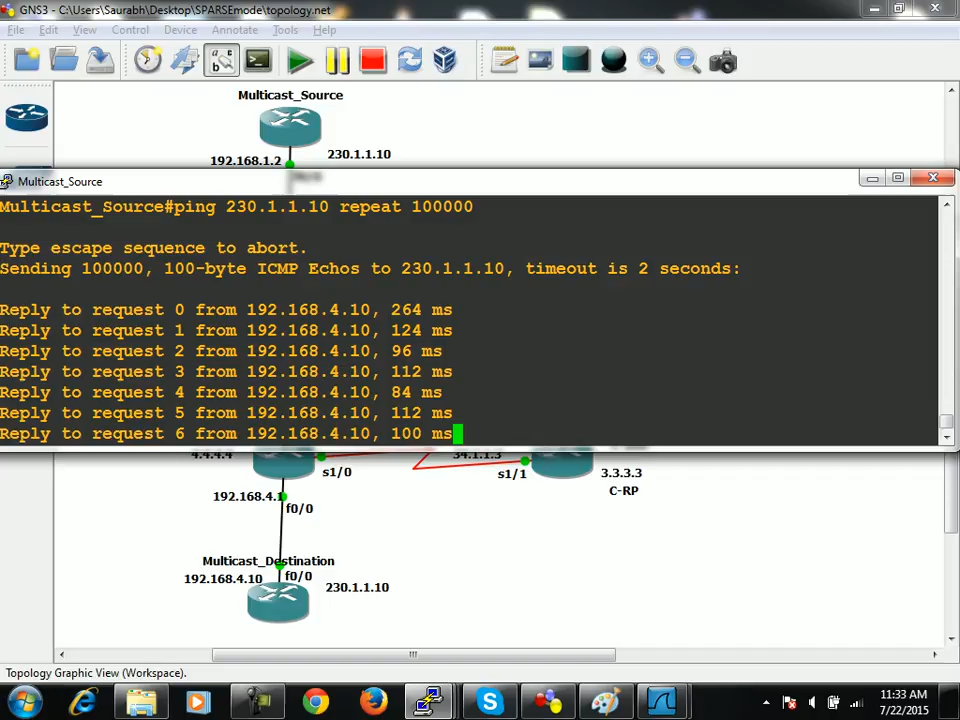 GNS3 - C:\Users\Saurabh\Desktop\SPARSEmode\topology.net
File Edit View Control Device Annotate Tools Help
Multicast_Source
192.168.1.2
230.1.1.10
Multicast_Source
Multicast_Source#ping 230.1.1.10 repeat 100000
Type escape sequence to abort.
Sending 100000, 100-byte ICMP Echos to 230.1.1.10, timeout is 2 seconds:
Reply to request 0 from 192.168.4.10, 264 ms
Reply to request 1 from 192.168.4.10, 124 ms
Reply to request 2 from 192.168.4.10, 96 ms
Reply to request 3 from 192.168.4.10, 112 ms
Reply to request 4 from 192.168.4.10, 84 ms
Reply to request 5 from 192.168.4.10, 112 ms
Reply to request 6 from 192.168.4.10, 100 ms
4.4.4.4
34.1.1.3
s1/0
s1/1
3.3.3.3
C-RP
192.168.4.1
f0/0
Multicast_Destination
192.168.4.10
f0/0
230.1.1.10
Topology Graphic View (Workspace).
11:33 AM
7/22/2015